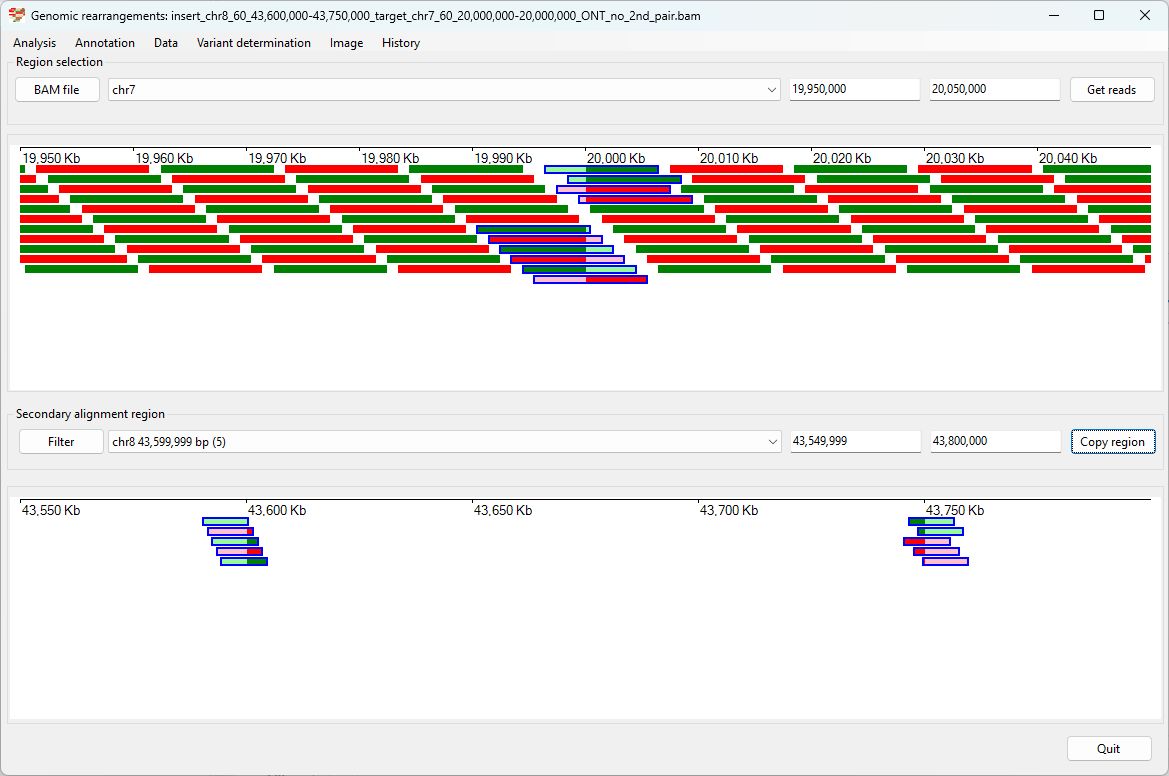 Genomic rearrangements: insert_chr8_60_43,600,000-43,750,000_target_chr7_60_20,000,000-20,000,000_ONT_no_2nd_pair.bam
Analysis Annotation Data Variant determination Image History
Region selection
BAM file chr7 19,950,000 20,050,000 Get reads
19,950 Kb 19,960 Kb 19,970 Kb 19,980 Kb 19,990 Kb 20,000 Kb 20,010 Kb 20,020 Kb 20,030 Kb 20,040 Kb
Secondary alignment region
Filter chr8 43,599,999 bp (5) 43,549,999 43,800,000 Copy region
43,550 Kb 43,600 Kb 43,650 Kb 43,700 Kb 43,750 Kb
Quit